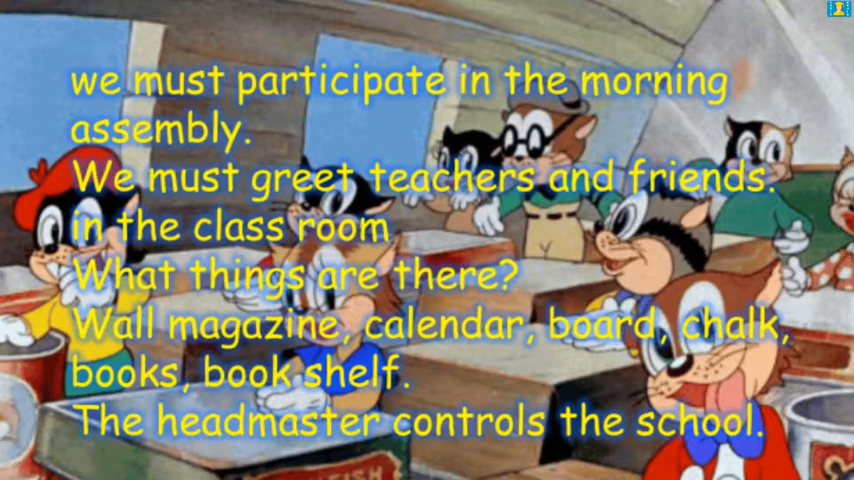 we must participate in the morning
assembly.
We must greet teachers and friends.
in the class room
What things are there?
Wall magazine, calendar, board, chalk,
books, book shelf.
The headmaster controls the school.